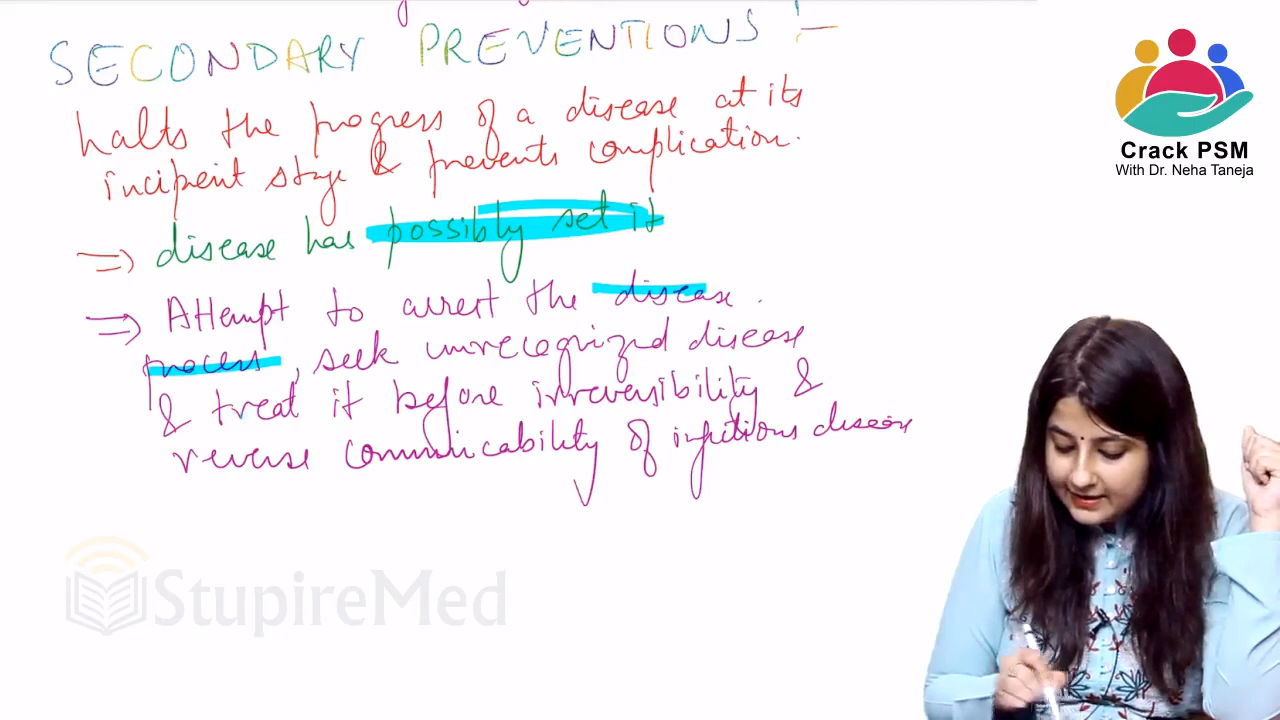 SECONDARY PREVENTIONS :-
halts the progress of a disease at its
incipient stage & prevents complication.
⇒ disease has possibly set it
⇒ Attempt to arrest the disease
process, seek unrecognized disease
& treat it before irreversibility &
reverse communicability of infectious disease
Crack PSM
With Dr. Neha Taneja
StupireMed